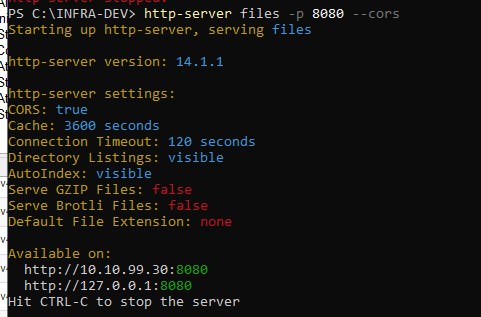 PS C:\INFRA-DEV> http-server files -p 8080 --cors
Starting up http-server, serving files
http-server version: 14.1.1
http-server settings:
CORS: true
Cache: 3600 seconds
Connection Timeout: 120 seconds
Directory Listings: visible
AutoIndex: visible
Serve GZIP Files: false
Serve Brotli Files: false
Default File Extension: none
Available on:
http://10.10.99.30:8080
http://127.0.0.1:8080
Hit CTRL-C to stop the server